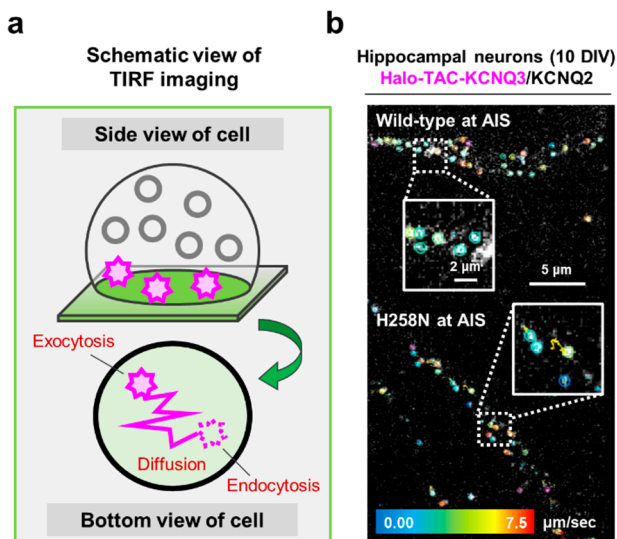 a
Schematic view of
TIRF imaging
Side view of cell
Exocytosis
Diffusion
Endocytosis
Bottom view of cell
b
Hippocampal neurons (10 DIV)
Halo-TAC-KCNQ3/KCNQ2
Wild-type at AIS
2 µm
5 µm
H258N at AIS
0.00
7.5
µm/sec